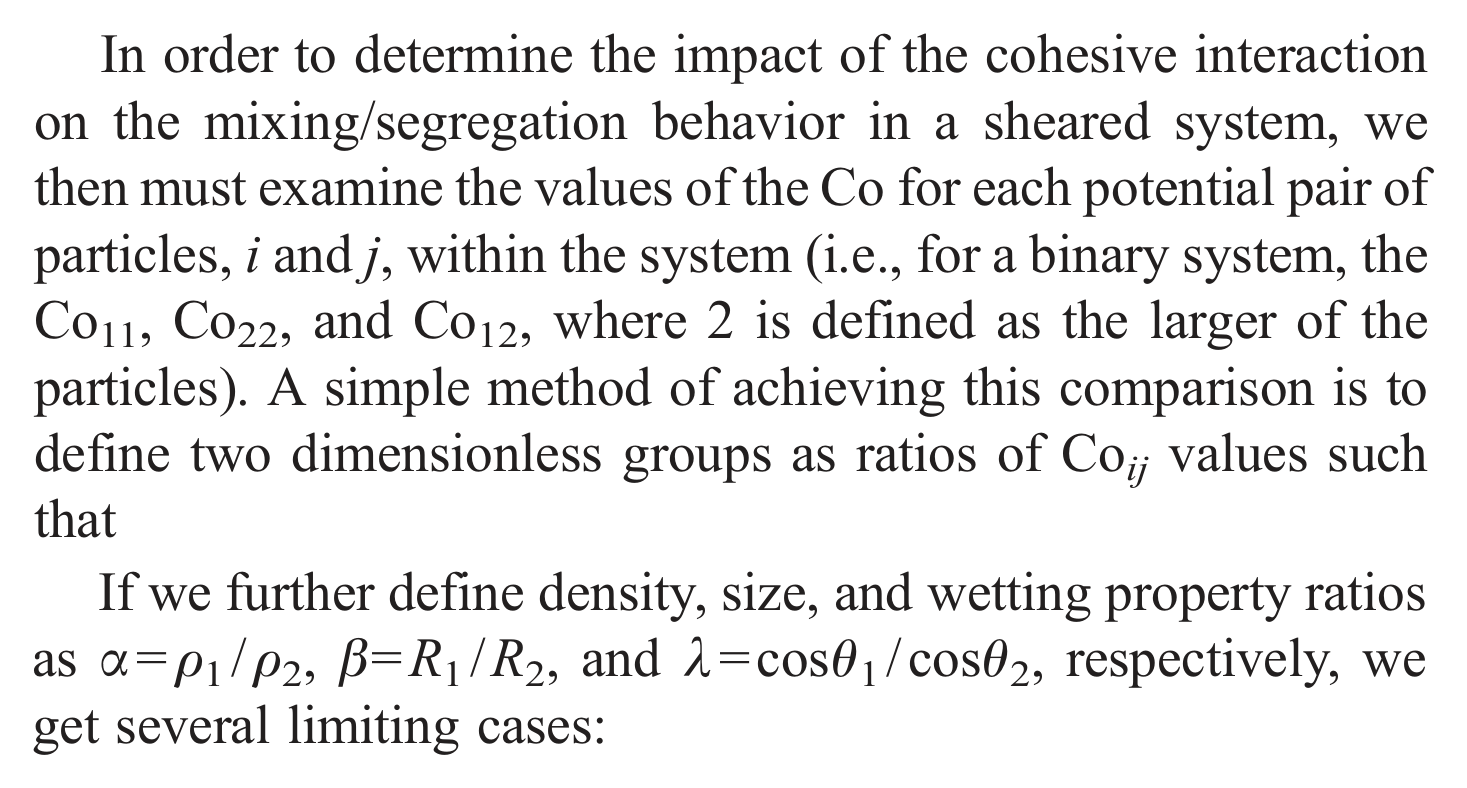 In order to determine the impact of the cohesive interaction
on the mixing/segregation behavior in a sheared system, we
then must examine the values of the Co for each potential pair of
particles, i and j, within the system (i.e., for a binary system, the
Co₁₁, Co₂₂, and Co₁₂, where 2 is defined as the larger of the
particles). A simple method of achieving this comparison is to
define two dimensionless groups as ratios of Coᵢⱼ values such
that
If we further define density, size, and wetting property ratios
as α=ρ₁/ρ₂, β=R₁/R₂, and λ=cosθ₁/cosθ₂, respectively, we
get several limiting cases: